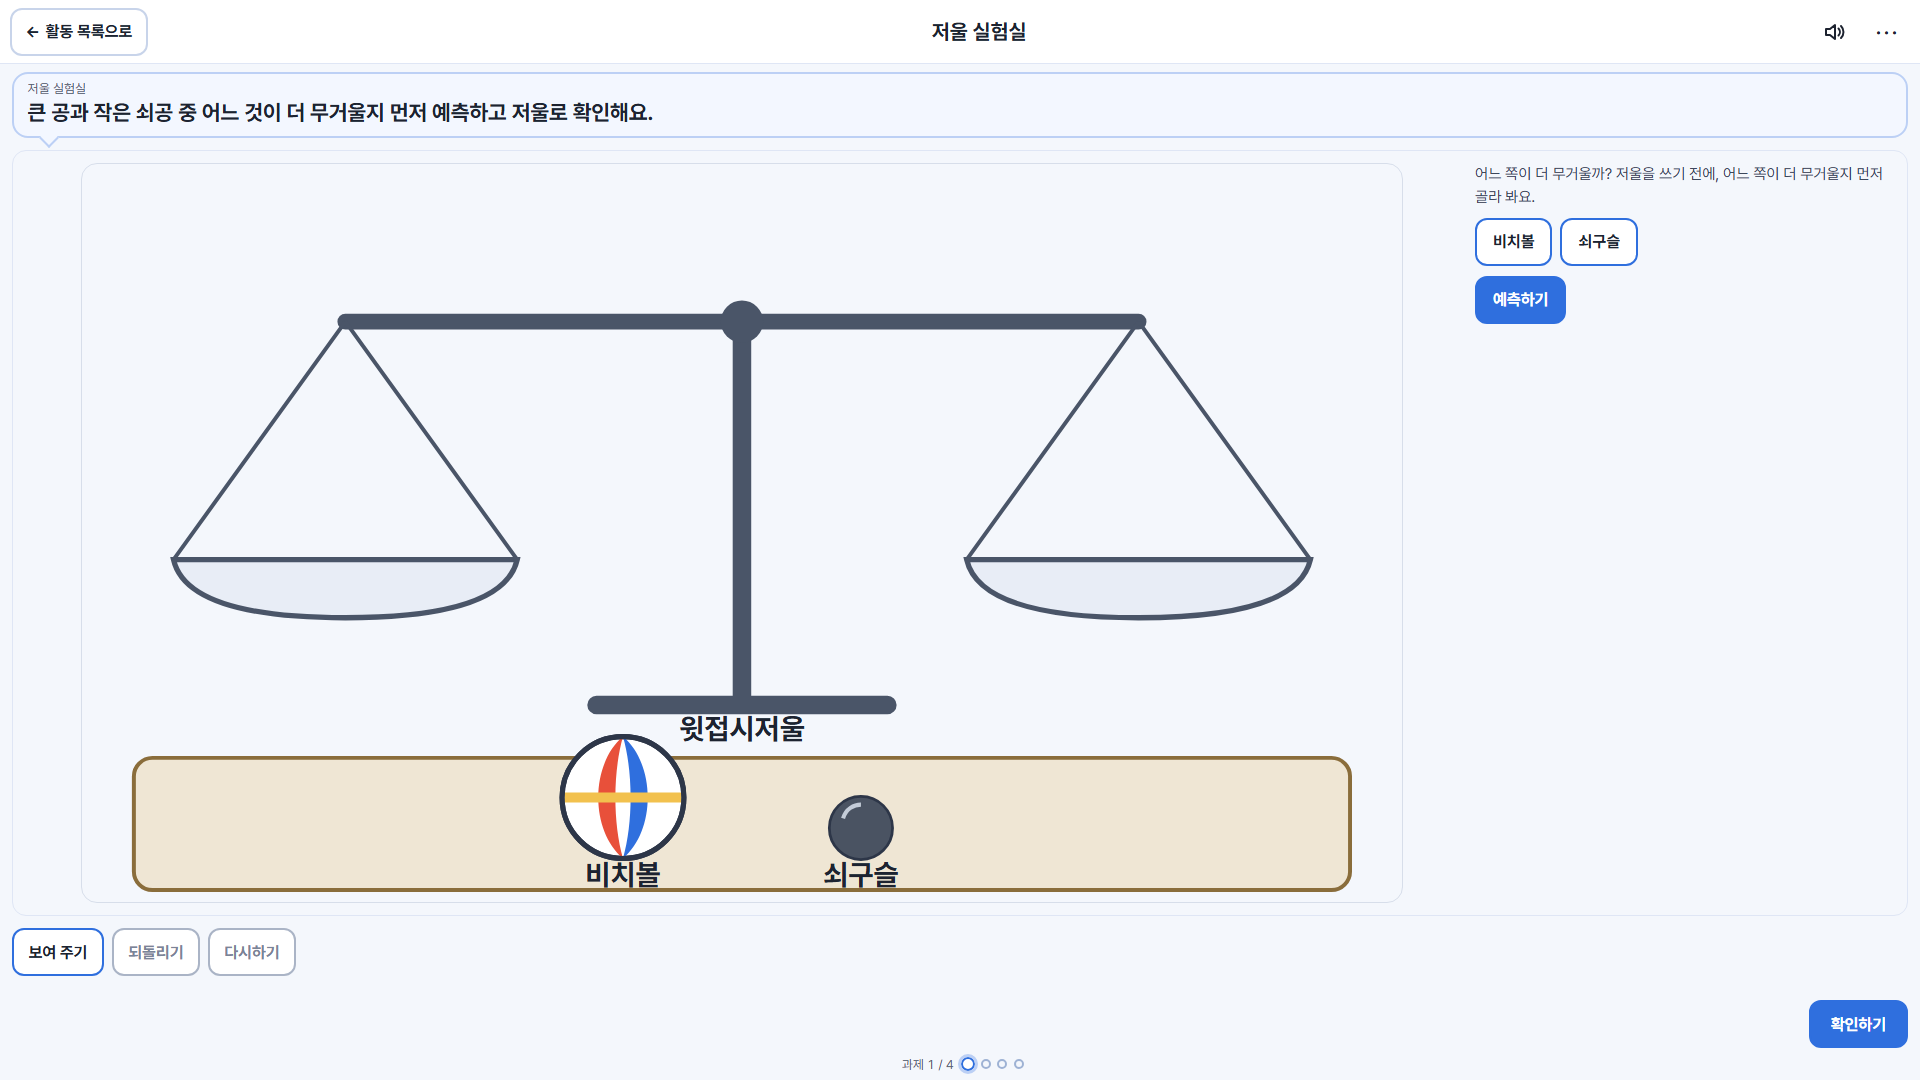 ← 활동 목록으로
저울 실험실
저울 실험실
큰 공과 작은 쇠공 중 어느 것이 더 무거울지 먼저 예측하고 저울로 확인해요.
어느 쪽이 더 무거울까? 저울을 쓰기 전에, 어느 쪽이 더 무거울지 먼저
골라 봐요.
비치볼
쇠구슬
예측하기
윗접시저울
비치볼
쇠구슬
보여 주기
되돌리기
다시하기
확인하기
과제 1 / 4